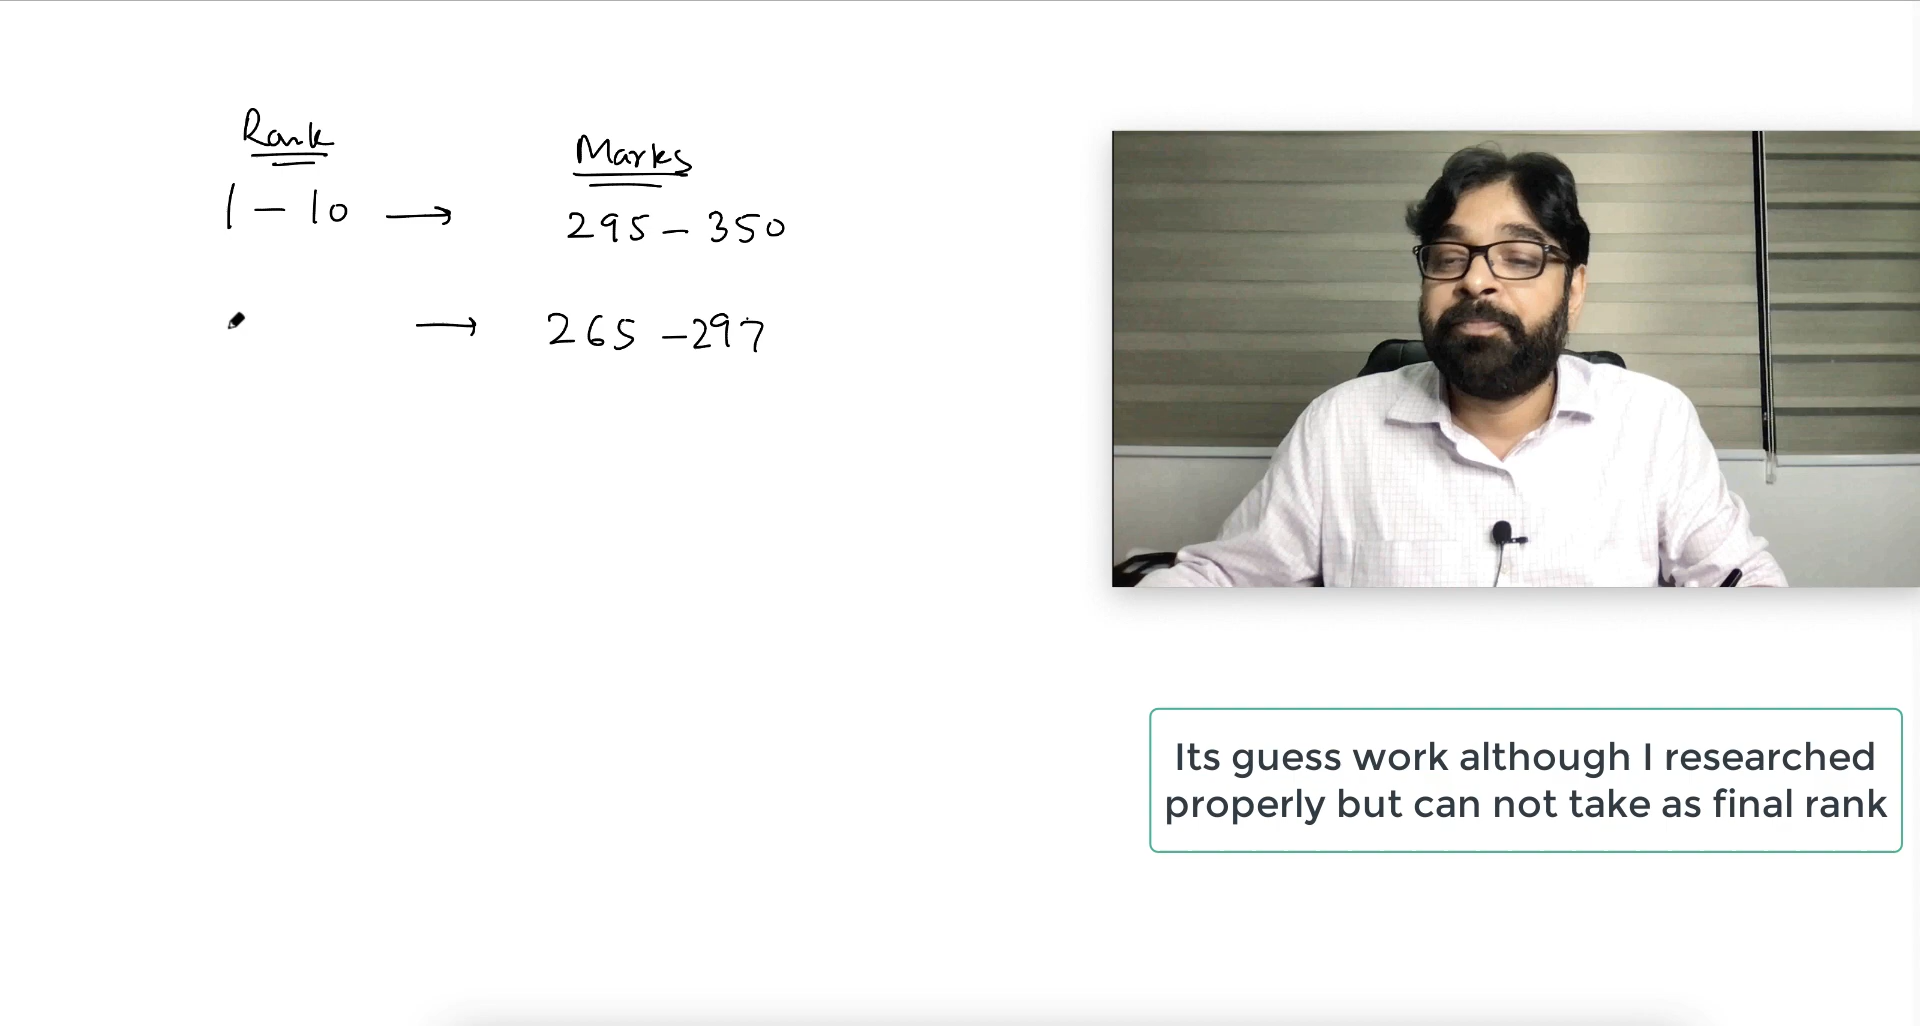 Rank Marks
1 - 10 → 295 - 350
→ 265 - 297
Its guess work although I researched
properly but can not take as final rank